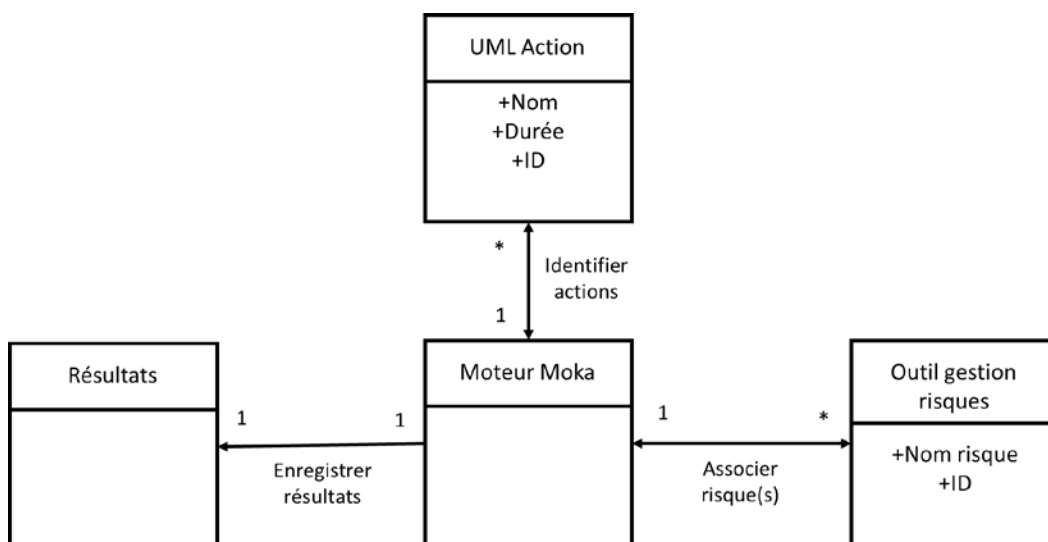 UML Action
+Nom
+Durée
+ID
*
Identifier
actions
1
Résultats
Moteur Moka
Outil gestion
risques
1
1
1
*
Enregistrer
résultats
Associer
risque(s)
+Nom risque
+ID